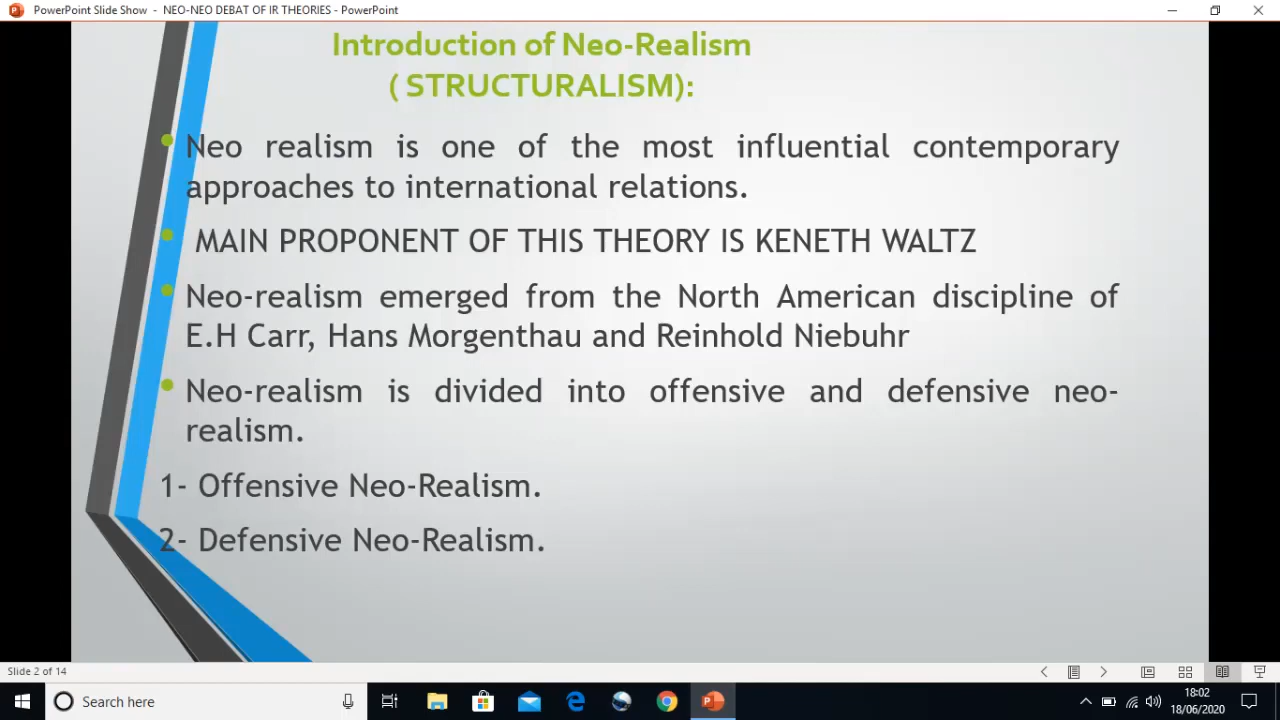 PowerPoint Slide Show - NEO-NEO DEBAT OF IR THEORIES - PowerPoint
Introduction of Neo-Realism
( STRUCTURALISM):
Neo realism is one of the most influential contemporary
approaches to international relations.
MAIN PROPONENT OF THIS THEORY IS KENETH WALTZ
Neo-realism emerged from the North American discipline of
E.H Carr, Hans Morgenthau and Reinhold Niebuhr
Neo-realism is divided into offensive and defensive neo-
realism.
1- Offensive Neo-Realism.
2- Defensive Neo-Realism.
Slide 2 of 14
Search here
18:02
18/06/2020